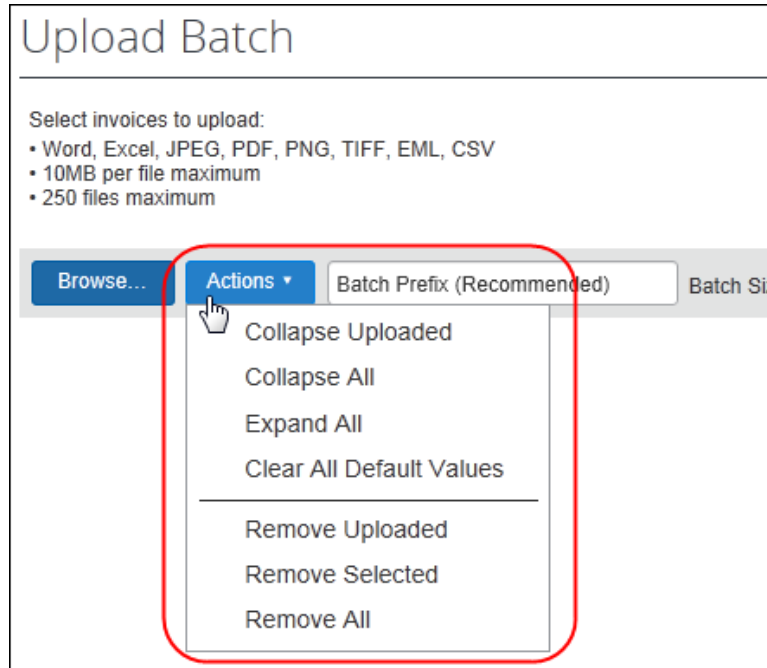 Upload Batch
Select invoices to upload:
• Word, Excel, JPEG, PDF, PNG, TIFF, EML, CSV
• 10MB per file maximum
• 250 files maximum
Browse... Actions ▾ Batch Prefix (Recommended) Batch
Collapse Uploaded
Collapse All
Expand All
Clear All Default Values
Remove Uploaded
Remove Selected
Remove All